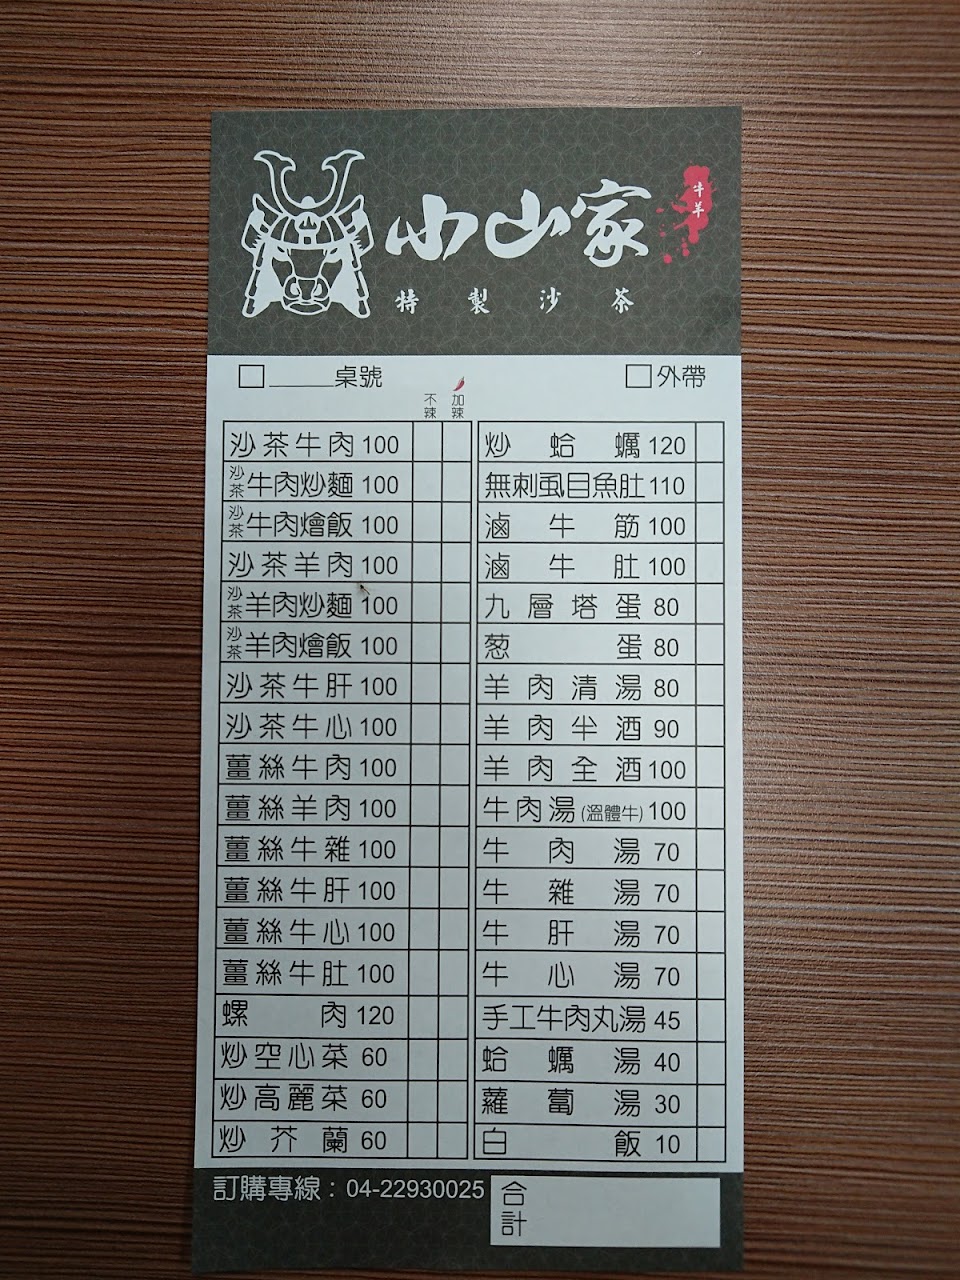 小山家
牛羊
特製沙茶
桌號
外帶
不辣 加辣
沙茶牛肉 100
沙茶牛肉炒麵 100
沙茶牛肉燴飯 100
沙茶羊肉 100
沙茶羊肉炒麵 100
沙茶羊肉燴飯 100
沙茶牛肝 100
沙茶牛心 100
薑絲牛肉 100
薑絲羊肉 100
薑絲牛雜 100
薑絲牛肝 100
薑絲牛心 100
薑絲牛肚 100
螺肉 120
炒空心菜 60
炒高麗菜 60
炒芥蘭 60
炒蛤蠣 120
無刺虱目魚肚 110
滷牛筋 100
滷牛肚 100
九層塔蛋 80
葱蛋 80
羊肉清湯 80
羊肉半酒 90
羊肉全酒 100
牛肉湯(溫體牛) 100
牛肉湯 70
牛雜湯 70
牛肝湯 70
牛心湯 70
手工牛肉丸湯 45
蛤蠣湯 40
蘿蔔湯 30
白飯 10
訂購專線：04-22930025
合計